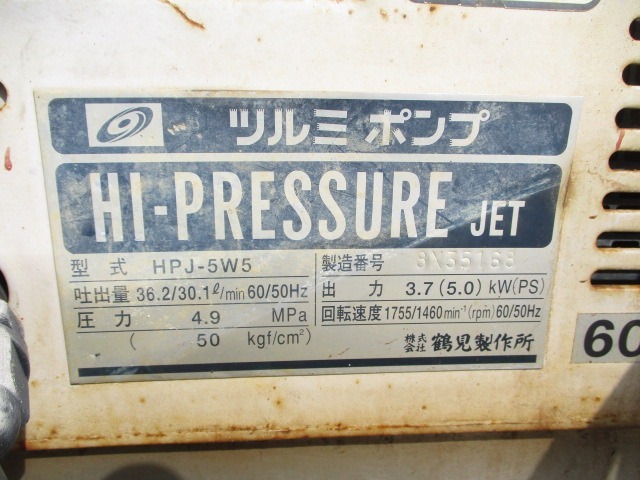 ツルミポンプ
HI-PRESSURE JET
型式 HPJ-5W5
製造番号
吐出量 36.2/30.1ℓ/min 60/50Hz
出力 3.7(5.0) kW(PS)
圧力 4.9 MPa
回転速度 1755/1460min⁻¹(rpm) 60/50Hz
( 50 kgf/cm²)
株式会社 鶴見製作所
60